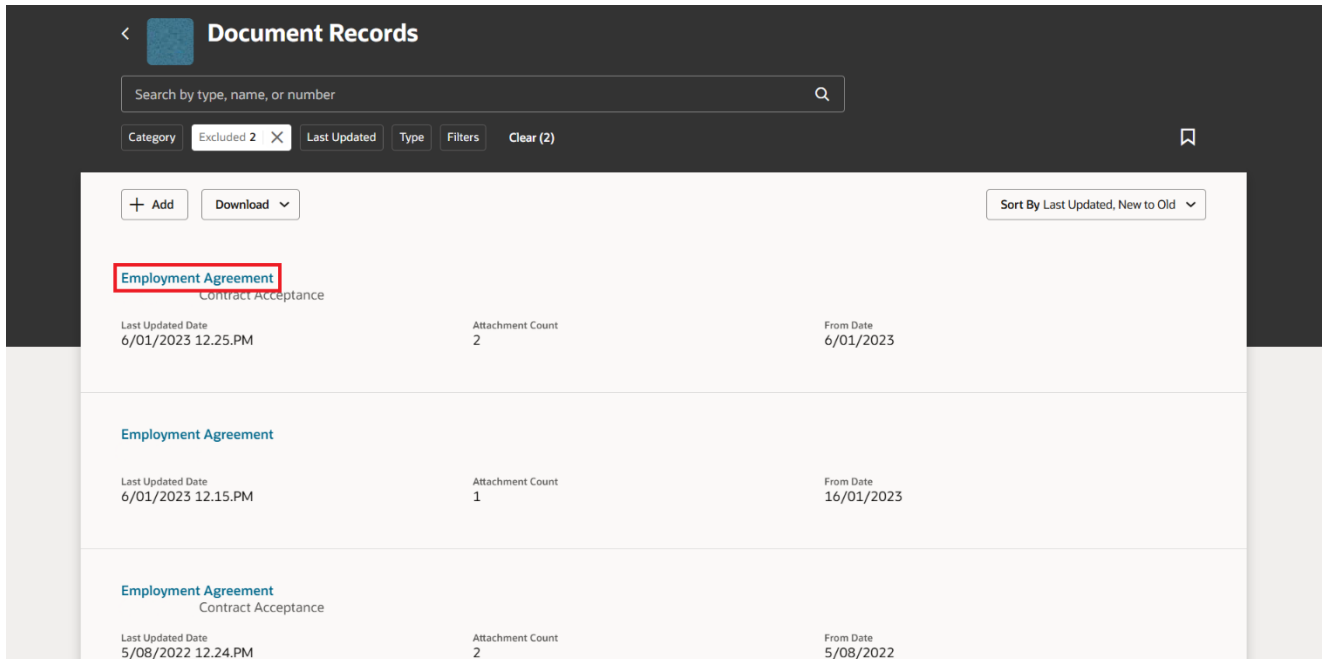 Document Records
Search by type, name, or number
Category Excluded 2 Last Updated Type Filters Clear (2)
Add Download Sort By Last Updated, New to Old
Employment Agreement
Contract Acceptance
Last Updated Date Attachment Count From Date
6/01/2023 12.25.PM 2 6/01/2023
Employment Agreement
Last Updated Date Attachment Count From Date
6/01/2023 12.15.PM 1 16/01/2023
Employment Agreement
Contract Acceptance
Last Updated Date Attachment Count From Date
5/08/2022 12.24.PM 2 5/08/2022